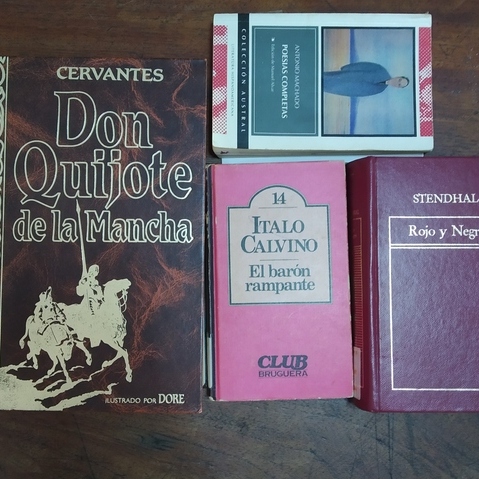 CERVANTES
Don
Quijote
de la Mancha
ILUSTRADO POR DORE
COLECCIÓN AUSTRAL
ANTONIO MACHADO
POESÍAS COMPLETAS
14
ITALO
CALVINO
El barón
rampante
CLUB
BRUGUERA
STENDHAL
Rojo y Negr